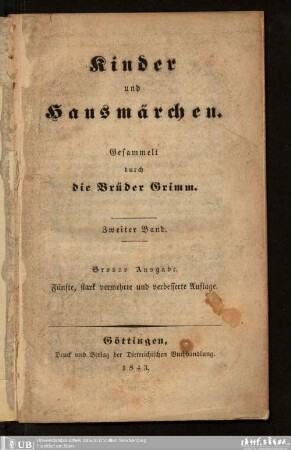 Kinder
und
Hausmärchen.
Gesammelt
durch
die Brüder Grimm.
Zweiter Band.
Grosse Ausgabe.
Fünfte, stark vermehrte und verbesserte Auflage.
Göttingen,
Druck und Verlag der Dieterichschen Buchhandlung.
1843.
UB